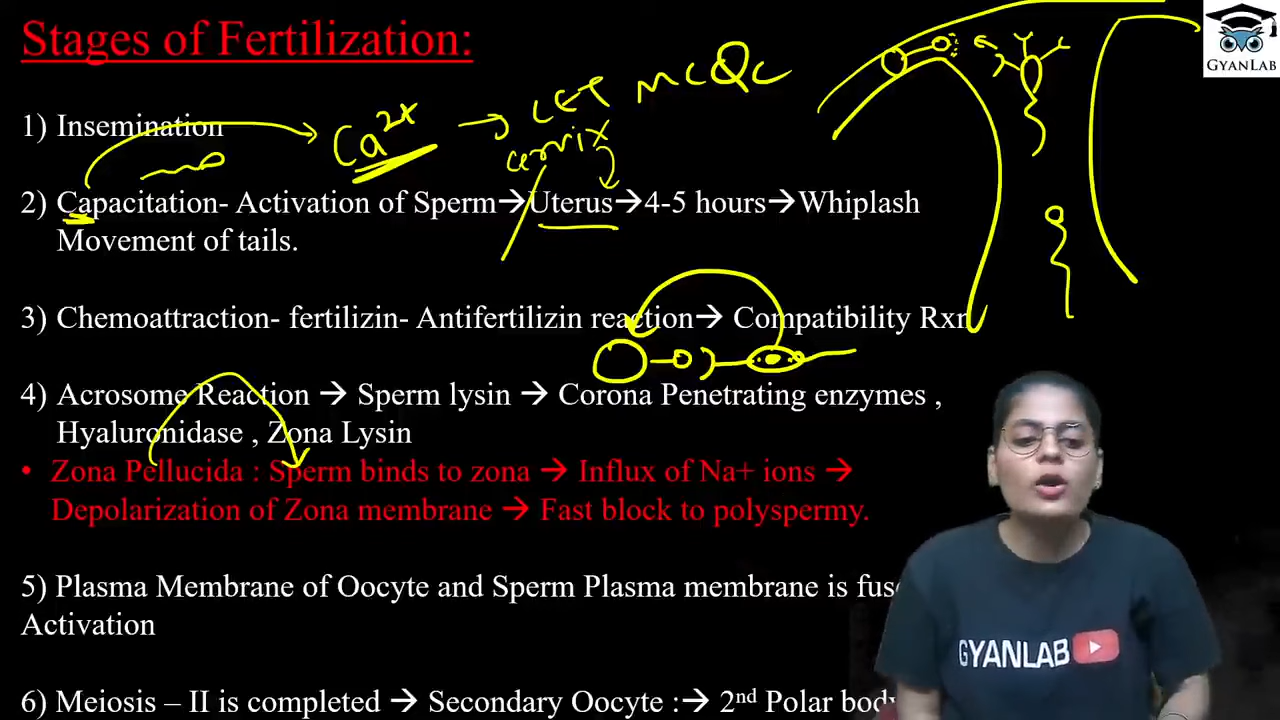 Stages of Fertilization:
GYANLAB
1) Insemination
Ca2+ → CET MCQ
cervix
2) Capacitation- Activation of Sperm→Uterus→4-5 hours→Whiplash
Movement of tails.
3) Chemoattraction- fertilizin- Antifertilizin reaction→ Compatibility Rxn
4) Acrosome Reaction → Sperm lysin → Corona Penetrating enzymes ,
Hyaluronidase , Zona Lysin
• Zona Pellucida : Sperm binds to zona → Influx of Na+ ions →
Depolarization of Zona membrane → Fast block to polyspermy.
5) Plasma Membrane of Oocyte and Sperm Plasma membrane is fuse
Activation
GYANLAB
6) Meiosis – II is completed → Secondary Oocyte :→ 2nd Polar body